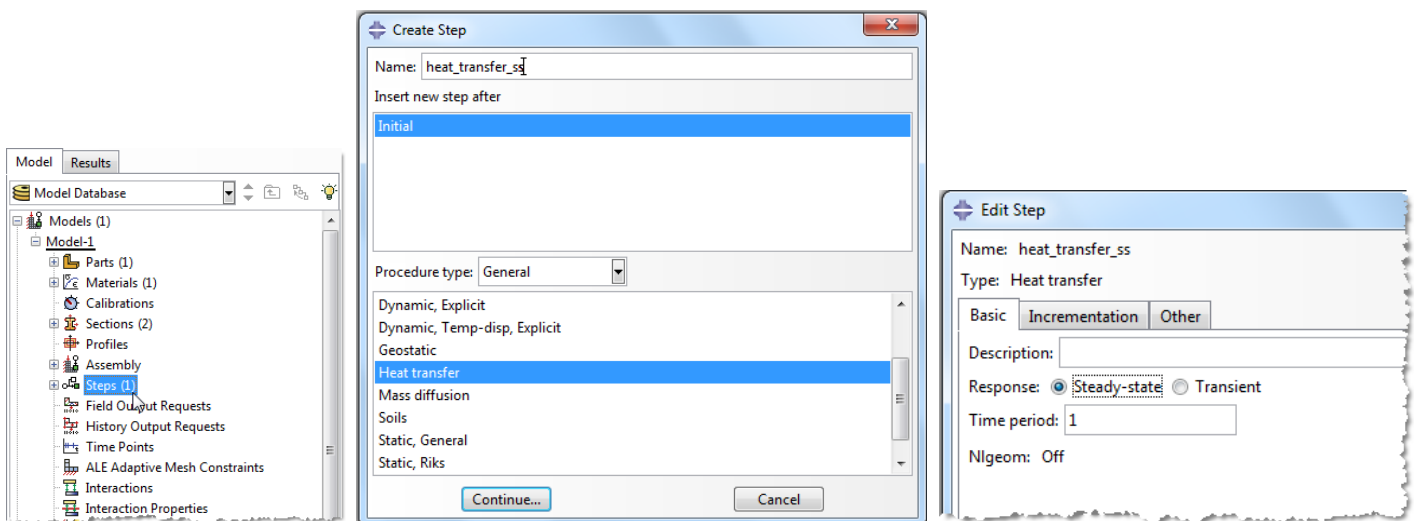 Model Results
Model Database
Models (1)
Model-1
Parts (1)
Materials (1)
Calibrations
Sections (2)
Profiles
Assembly
Steps (1)
Field Output Requests
History Output Requests
Time Points
ALE Adaptive Mesh Constraints
Interactions
Interaction Properties
Create Step
Name: heat_transfer_ss
Insert new step after
Initial
Procedure type: General
Dynamic, Explicit
Dynamic, Temp-disp, Explicit
Geostatic
Heat transfer
Mass diffusion
Soils
Static, General
Static, Riks
Continue... Cancel
Edit Step
Name: heat_transfer_ss
Type: Heat transfer
Basic Incrementation Other
Description:
Response: Steady-state Transient
Time period: 1
Nlgeom: Off